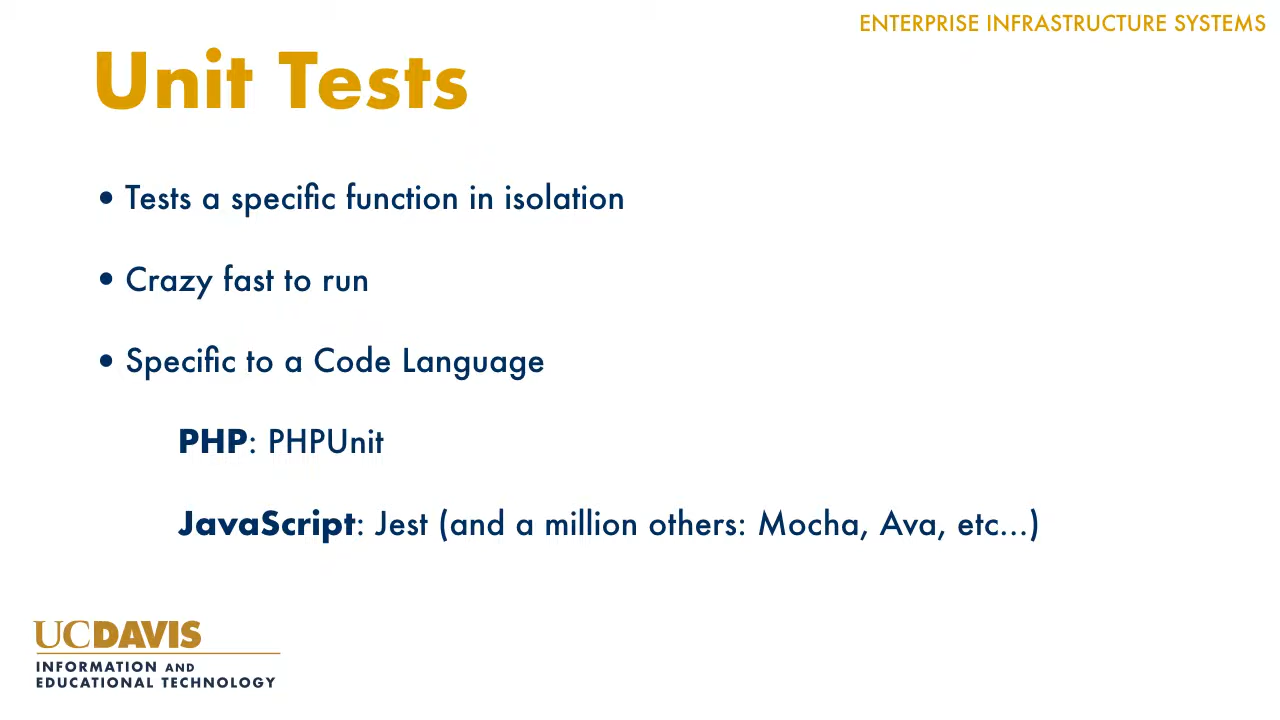 ENTERPRISE INFRASTRUCTURE SYSTEMS
Unit Tests
• Tests a specific function in isolation
• Crazy fast to run
• Specific to a Code Language
PHP: PHPUnit
JavaScript: Jest (and a million others: Mocha, Ava, etc...)
UCDAVIS
INFORMATION AND
EDUCATIONAL TECHNOLOGY